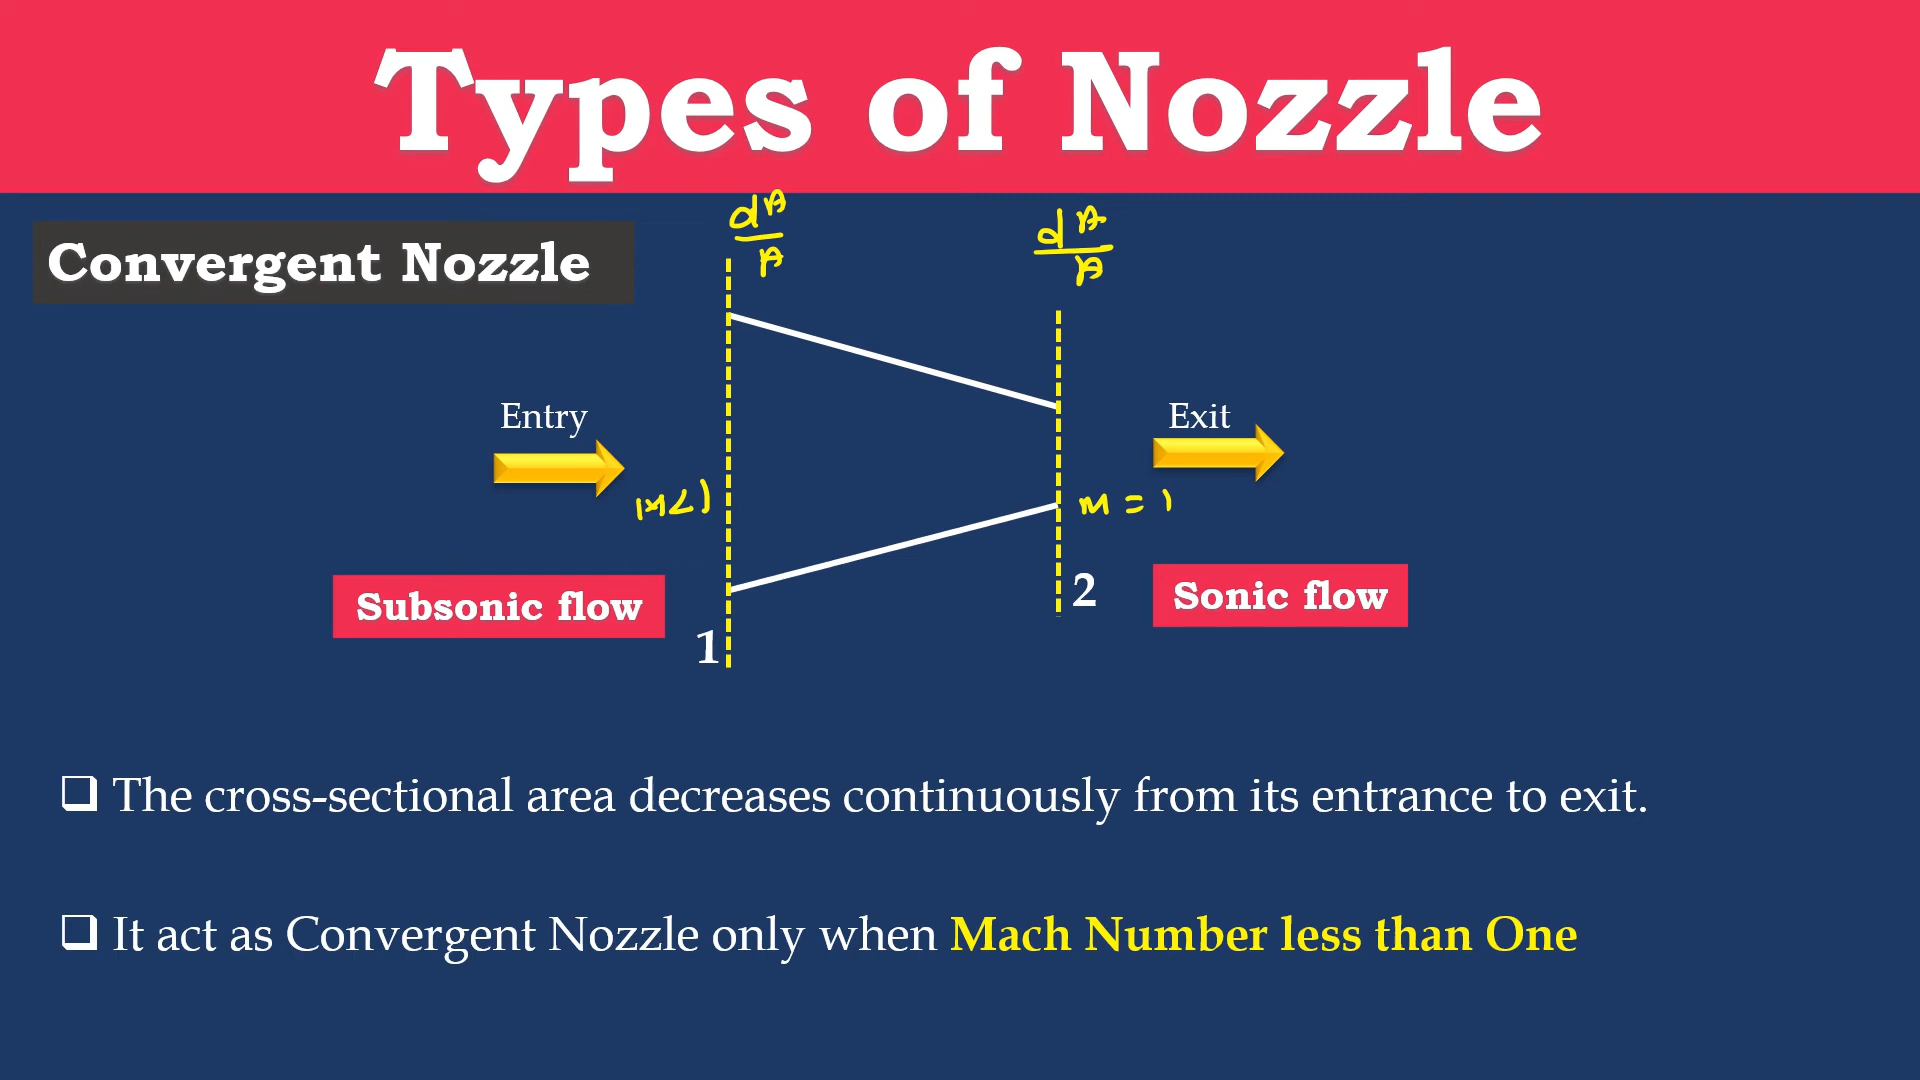 Types of Nozzle
Convergent Nozzle
dA
A
dA
A
Entry
Exit
M<1
M = 1
Subsonic flow
1
2
Sonic flow
❑ The cross-sectional area decreases continuously from its entrance to exit.
❑ It act as Convergent Nozzle only when Mach Number less than One